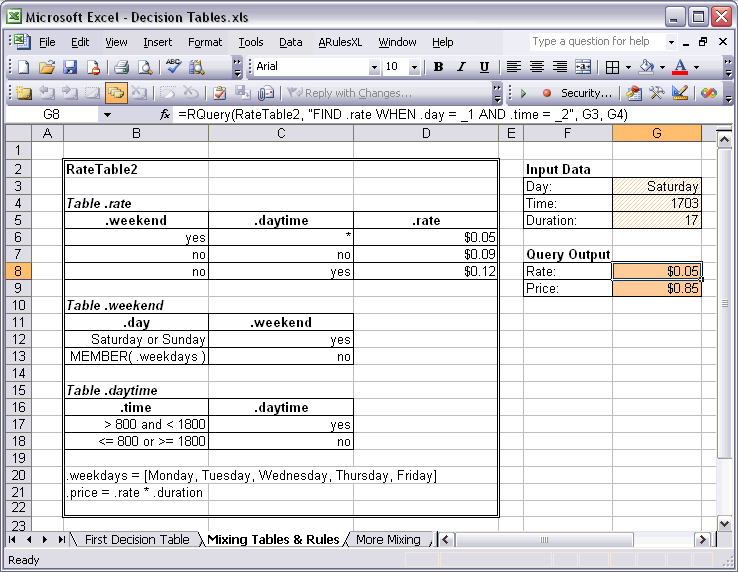 Microsoft Excel - Decision Tables.xls
File Edit View Insert Format Tools Data ARulesXL Window Help Type a question for help
ABC Arial 10 B I U A
Reply with Changes... Security...
G8 fx =RQuery(RateTable2, "FIND .rate WHEN .day = _1 AND .time = _2", G3, G4)
A B C D E F G
1
2 RateTable2 Input Data
3 Day: Saturday
4 Table .rate Time: 1703
5 .weekend .daytime .rate Duration: 17
6 yes * $0.05
7 no no $0.09 Query Output
8 no yes $0.12 Rate: $0.05
9 Price: $0.85
10 Table .weekend
11 .day .weekend
12 Saturday or Sunday yes
13 MEMBER( .weekdays ) no
14
15 Table .daytime
16 .time .daytime
17 > 800 and < 1800 yes
18 <= 800 or >= 1800 no
19
20 .weekdays = [Monday, Tuesday, Wednesday, Thursday, Friday]
21 .price = .rate * .duration
22
23
First Decision Table Mixing Tables & Rules More Mixing
Ready